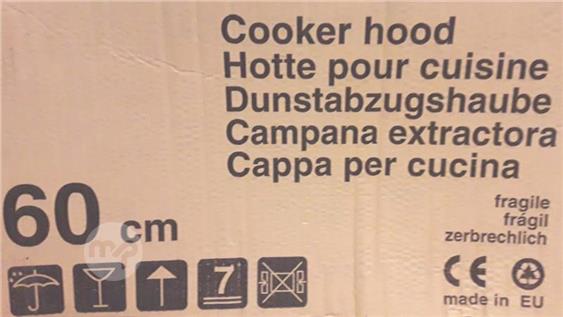 Cooker hood
Hotte pour cuisine
Dunstabzugshaube
Campana extractora
Cappa per cucina
60 cm
fragile
frágil
zerbrechlich
7
CE
made in EU